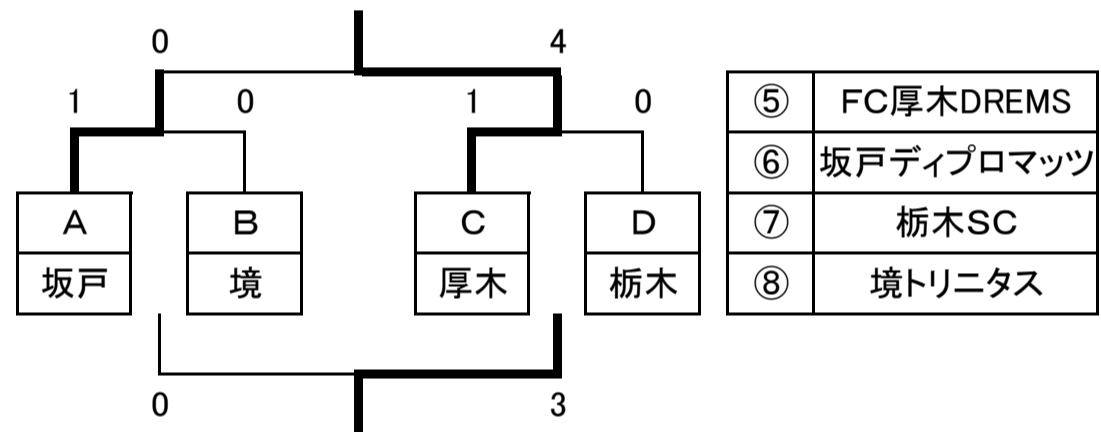 0 4
1 0 1 0
A B C D
坂戸 境 厚木 栃木
0 3
⑤ FC厚木DREMS
⑥ 坂戸ディプロマッツ
⑦ 栃木SC
⑧ 境トリニタス